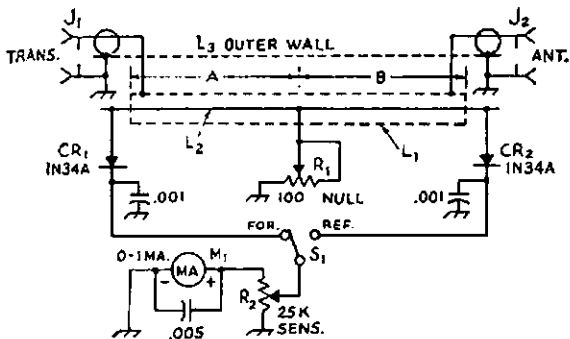 J1 J2
L3 OUTER WALL
TRANS. ANT.
A B
L2 L1
CR1 CR2
1N34A R1 1N34A
.001 100 NULL .001
FOR. REF.
S1
0-1MA. M1
MA
- +
R2 25K
.005 SENS.